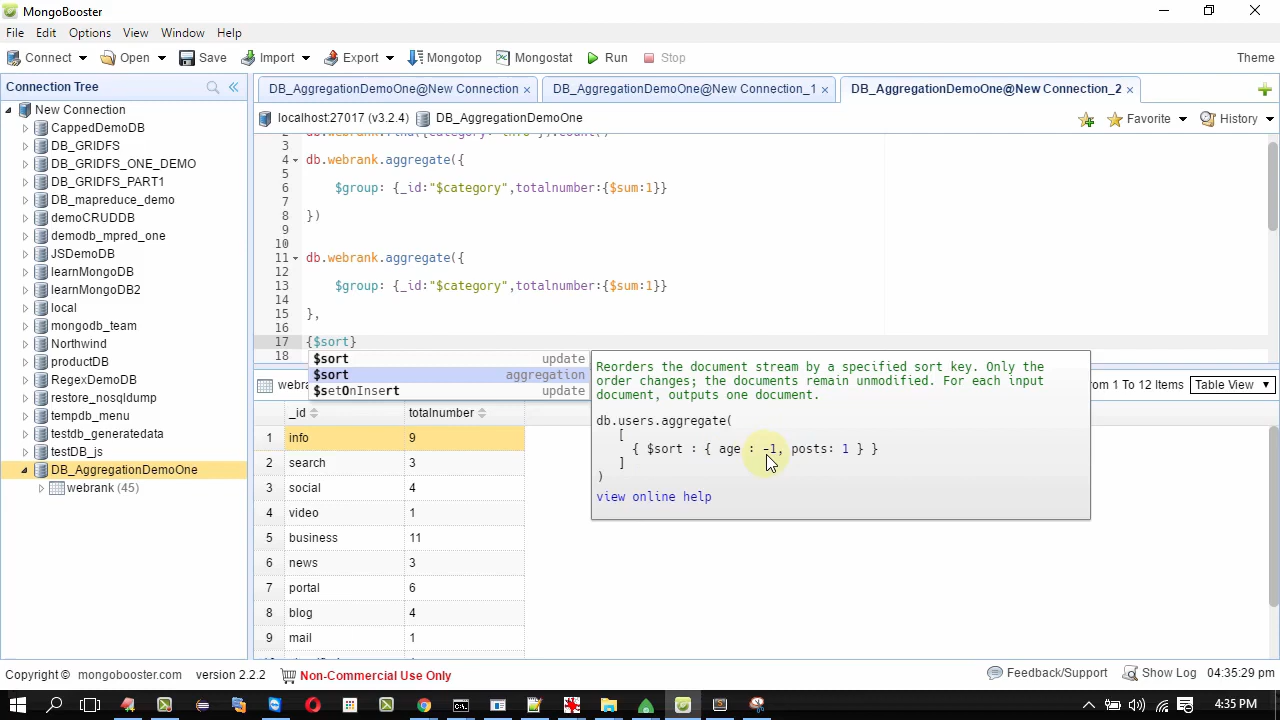 MongoBooster
File Edit Options View Window Help
Connect Open Save Import Export Mongotop Mongostat Run Stop Theme
Connection Tree
New Connection
CappedDemoDB
DB_GRIDFS
DB_GRIDFS_ONE_DEMO
DB_GRIDFS_PART1
DB_mapreduce_demo
demoCRUDDB
demodb_mpred_one
JSDemoDB
learnMongoDB
learnMongoDB2
local
mongodb_team
Northwind
productDB
RegexDemoDB
restore_nosqldump
tempdb_menu
testdb_generatedata
testDB_js
DB_AggregationDemoOne
webrank (45)
DB_AggregationDemoOne@New Connection × DB_AggregationDemoOne@New Connection_1 × DB_AggregationDemoOne@New Connection_2 ×
localhost:27017 (v3.2.4) DB_AggregationDemoOne Favorite History
3
4 db.webrank.aggregate({
5
6 $group: {_id:"$category",totalnumber:{$sum:1}}
7
8 })
9
10
11 db.webrank.aggregate({
12
13 $group: {_id:"$category",totalnumber:{$sum:1}}
14
15 },
16
17 {$sort}
18
$sort update
$sort aggregation
$setOnInsert update
Reorders the document stream by a specified sort key. Only the
order changes; the documents remain unmodified. For each input
document, outputs one document.
db.users.aggregate(
[
{ $sort : { age : -1, posts: 1 } }
]
)
view online help
webra
rom 1 To 12 Items Table View
_id totalnumber
1 info 9
2 search 3
3 social 4
4 video 1
5 business 11
6 news 3
7 portal 6
8 blog 4
9 mail 1
Copyright © mongobooster.com version 2.2.2 Non-Commercial Use Only Feedback/Support Show Log 04:35:29 pm
4:35 PM